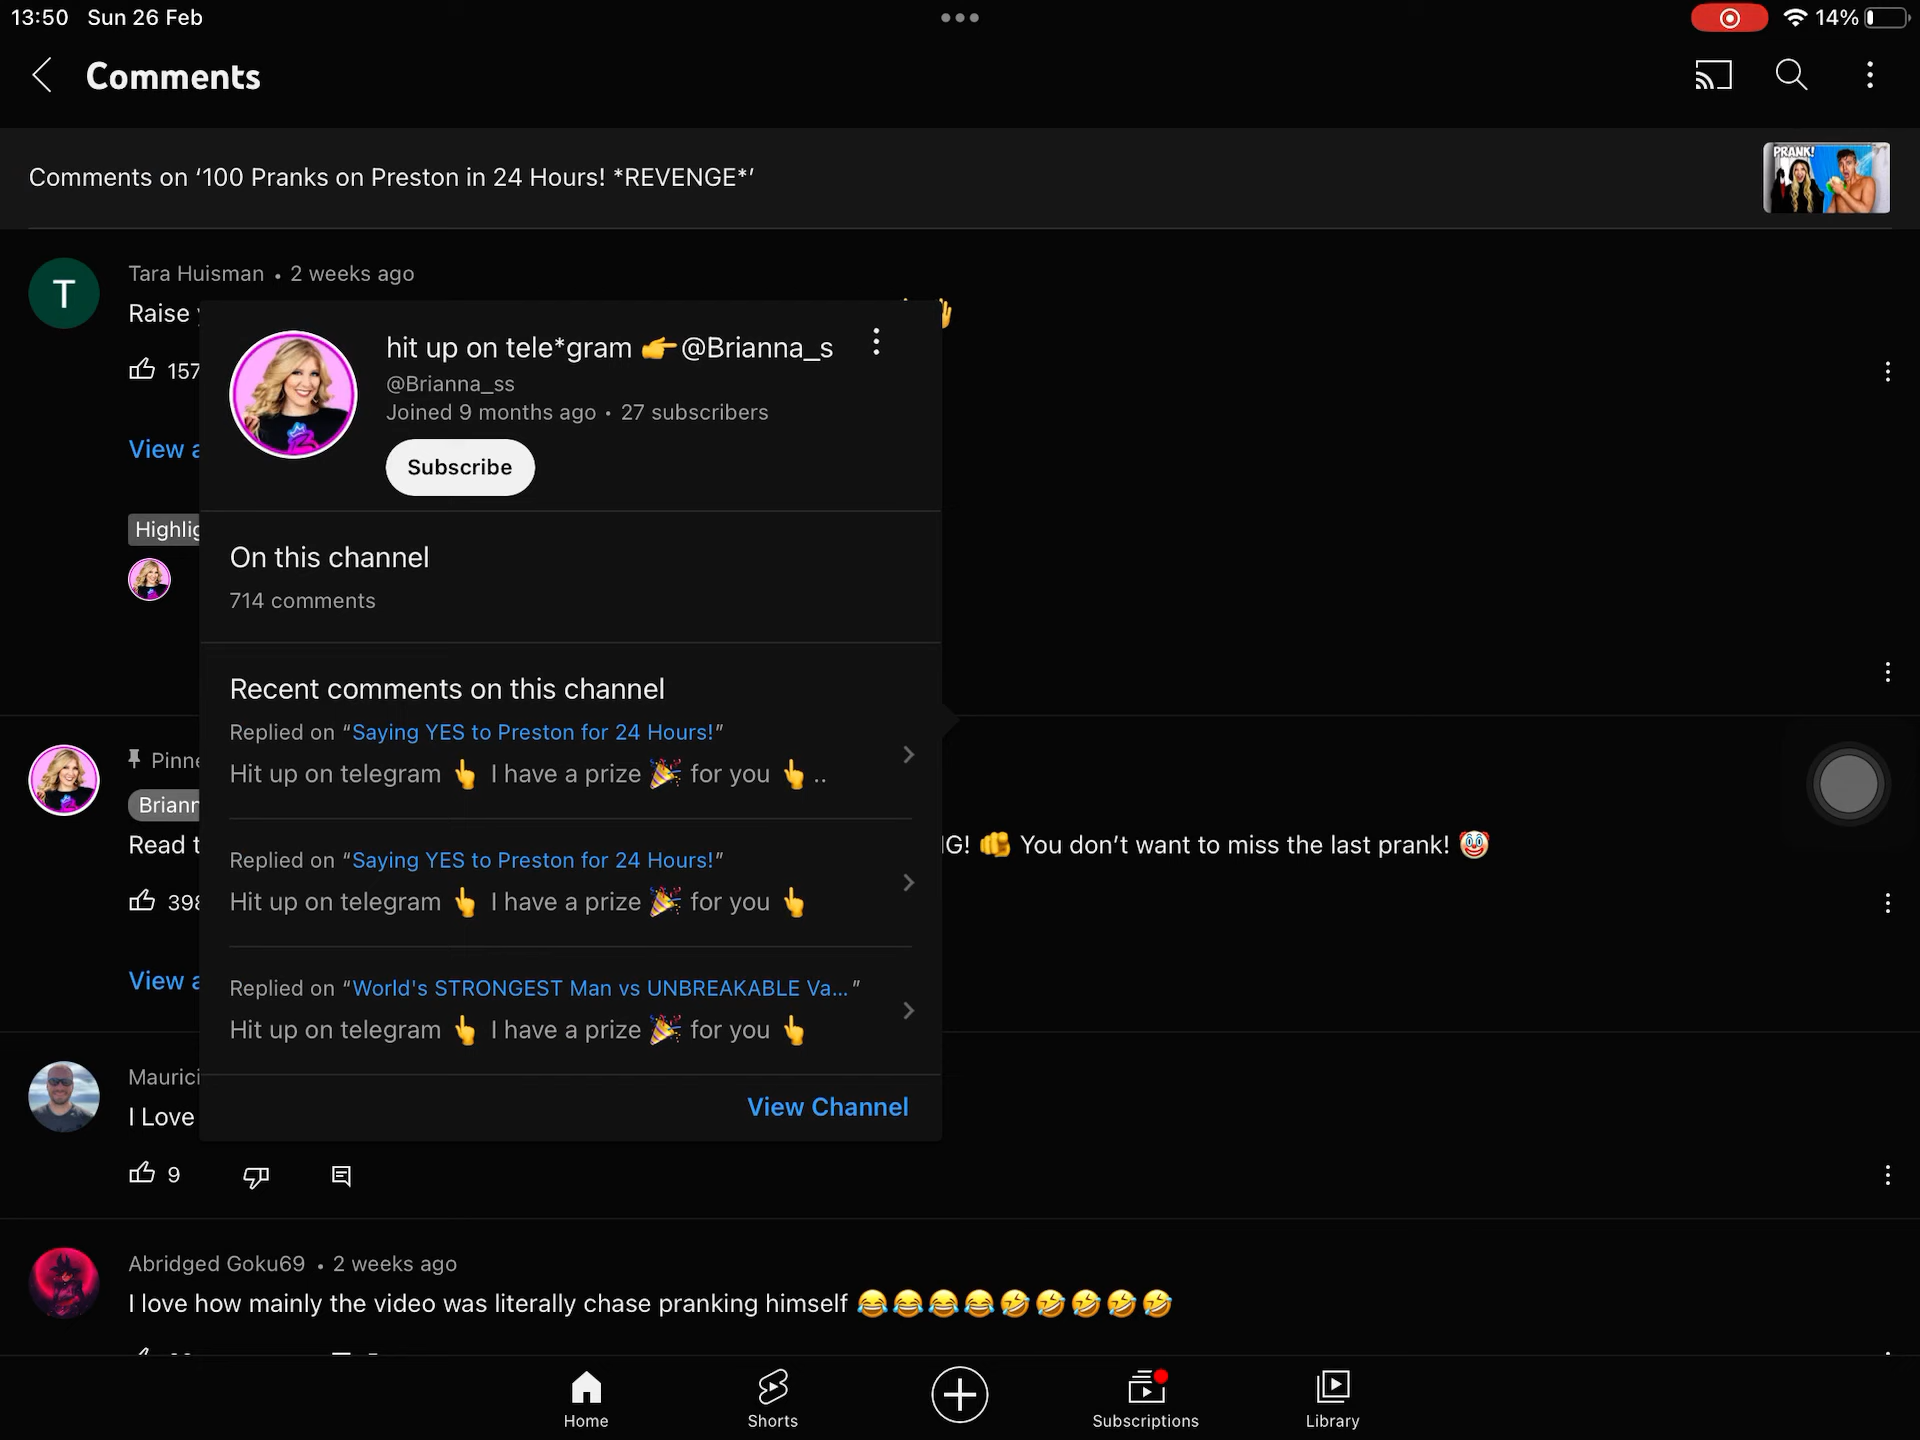 13:50 Sun 26 Feb
14%
Comments
Comments on ‘100 Pranks on Preston in 24 Hours! *REVENGE*’
PRANK!
T
Tara Huisman • 2 weeks ago
Raise
157
View a
Highlig
hit up on tele*gram 👉@Brianna_s
@Brianna_ss
Joined 9 months ago • 27 subscribers
Subscribe
On this channel
714 comments
Recent comments on this channel
Replied on “Saying YES to Preston for 24 Hours!”
Hit up on telegram 👆 I have a prize 🎉 for you 👆 ..
Replied on “Saying YES to Preston for 24 Hours!”
Hit up on telegram 👆 I have a prize 🎉 for you 👆
Replied on “World's STRONGEST Man vs UNBREAKABLE Va...”
Hit up on telegram 👆 I have a prize 🎉 for you 👆
View Channel
Pinne
Briann
Read t
G! 🫵 You don’t want to miss the last prank! 🤡
398
View a
Maurici
I Love
9
Abridged Goku69 • 2 weeks ago
I love how mainly the video was literally chase pranking himself 😂😂😂😂🤣🤣🤣🤣🤣
Home
Shorts
Subscriptions
Library